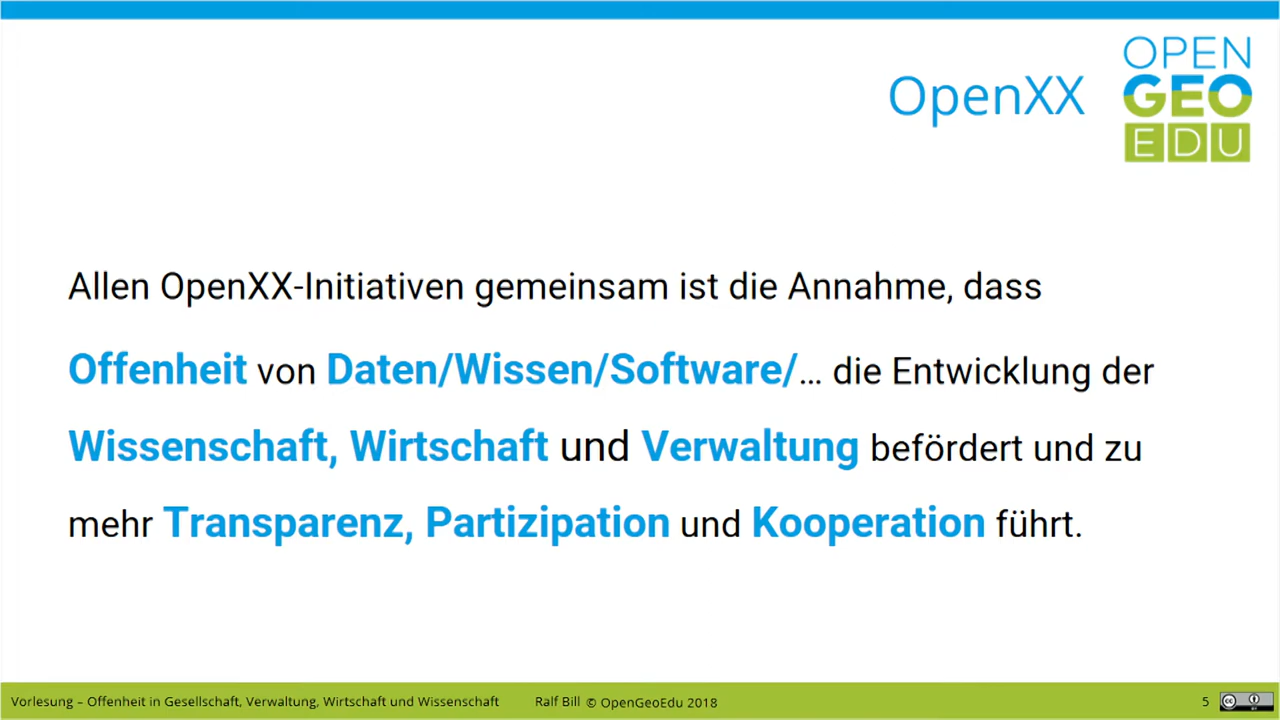 OpenXX
OPEN
GEO
EDU
Allen OpenXX-Initiativen gemeinsam ist die Annahme, dass
Offenheit von Daten/Wissen/Software/... die Entwicklung der
Wissenschaft, Wirtschaft und Verwaltung befördert und zu
mehr Transparenz, Partizipation und Kooperation führt.
Vorlesung – Offenheit in Gesellschaft, Verwaltung, Wirtschaft und Wissenschaft Ralf Bill © OpenGeoEdu 2018 5 cc BY